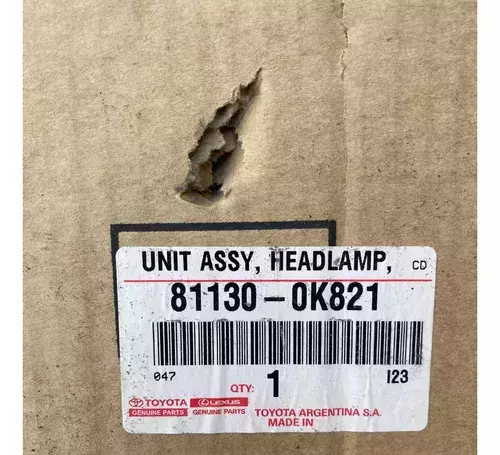 UNIT ASSY, HEADLAMP, CD
81130-0K821
047 I23
QTY: 1
TOYOTA LEXUS
GENUINE PARTS GENUINE PARTS
TOYOTA ARGENTINA S.A.
MADE IN